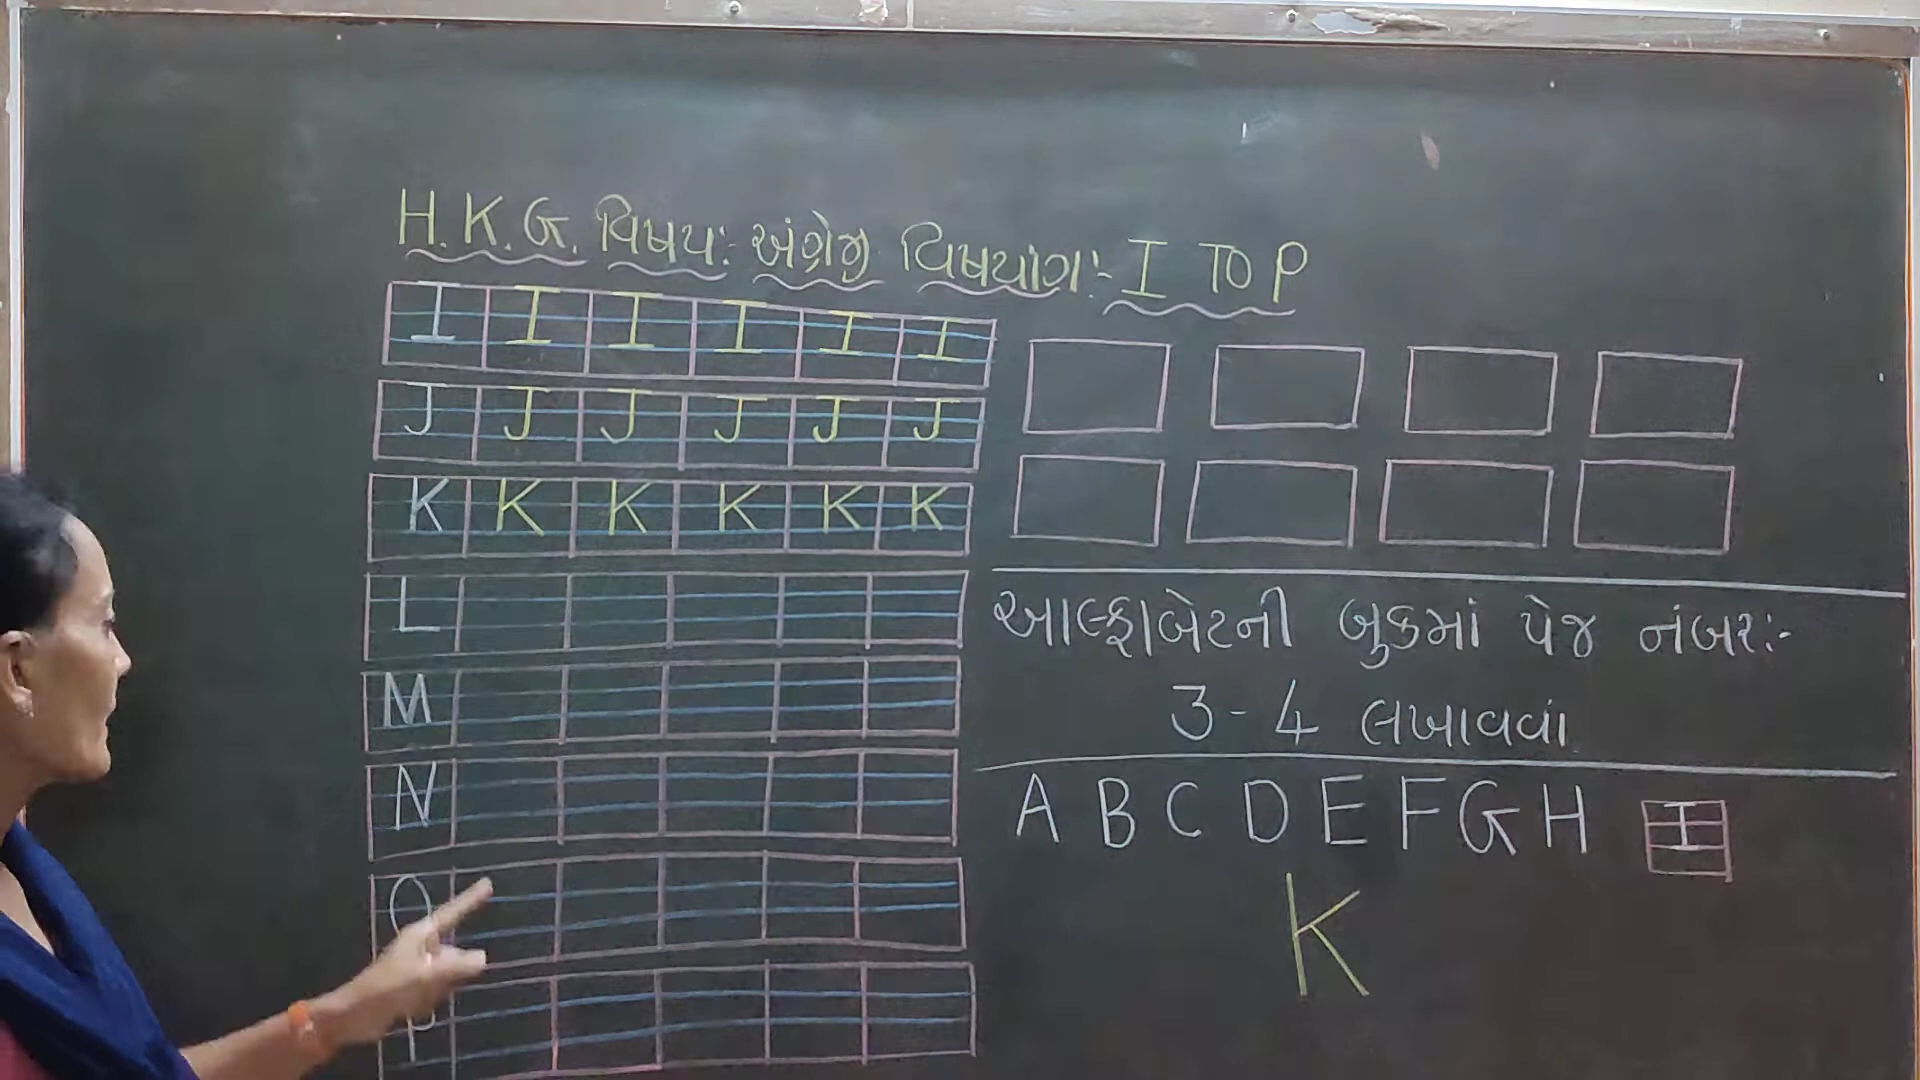 H.K.G. વિષય:- અંગ્રેજી વિષયાંગ:- I TO P
I I I I I I
J J J J J J
K K K K K K
L
M
N
O
P
આલ્ફાબેટની બુકમાં પેજ નંબર:-
3-4 લખાવવા
A B C D E F G H I
K